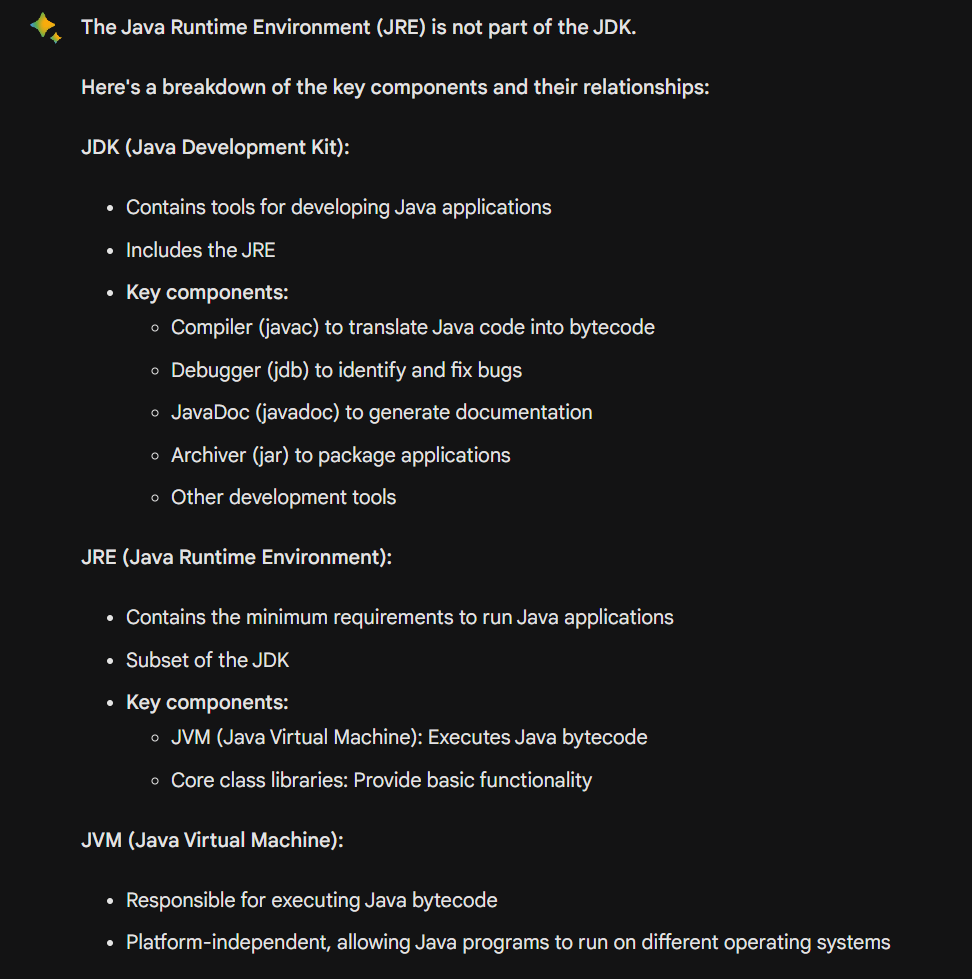 The Java Runtime Environment (JRE) is not part of the JDK.
Here's a breakdown of the key components and their relationships:
JDK (Java Development Kit):
• Contains tools for developing Java applications
• Includes the JRE
• Key components:
◦ Compiler (javac) to translate Java code into bytecode
◦ Debugger (jdb) to identify and fix bugs
◦ JavaDoc (javadoc) to generate documentation
◦ Archiver (jar) to package applications
◦ Other development tools
JRE (Java Runtime Environment):
• Contains the minimum requirements to run Java applications
• Subset of the JDK
• Key components:
◦ JVM (Java Virtual Machine): Executes Java bytecode
◦ Core class libraries: Provide basic functionality
JVM (Java Virtual Machine):
• Responsible for executing Java bytecode
• Platform-independent, allowing Java programs to run on different operating systems